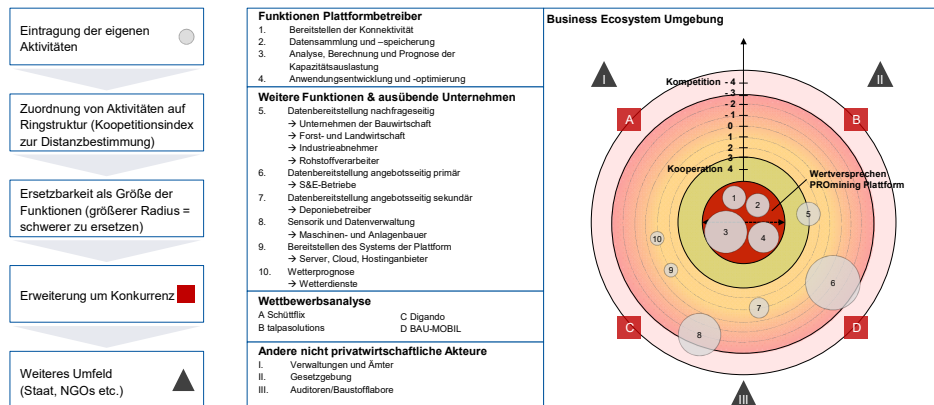 Eintragung der eigenen
Aktivitäten
Zuordnung von Aktivitäten auf
Ringstruktur (Koopetitionsindex
zur Distanzbestimmung)
Ersetzbarkeit als Größe der
Funktionen (größerer Radius =
schwerer zu ersetzen)
Erweiterung um Konkurrenz
Weiteres Umfeld
(Staat, NGOs etc.)
Funktionen Plattformbetreiber
1. Bereitstellen der Konnektivität
2. Datensammlung und –speicherung
3. Analyse, Berechnung und Prognose der
Kapazitätsauslastung
4. Anwendungsentwicklung und -optimierung
Weitere Funktionen & ausübende Unternehmen
5. Datenbereitstellung nachfrageseitig
→ Unternehmen der Bauwirtschaft
→ Forst- und Landwirtschaft
→ Industrieabnehmer
→ Rohstoffverarbeiter
6. Datenbereitstellung angebotsseitig primär
→ S&E-Betriebe
7. Datenbereitstellung angebotsseitig sekundär
→ Deponiebetreiber
8. Sensorik und Datenverwaltung
→ Maschinen- und Anlagenbauer
9. Bereitstellen des Systems der Plattform
→ Server, Cloud, Hostinganbieter
10. Wetterprognose
→ Wetterdienste
Wettbewerbsanalyse
A Schüttflix
B talpasolutions
C Digando
D BAU-MOBIL
Andere nicht privatwirtschaftliche Akteure
I. Verwaltungen und Ämter
II. Gesetzgebung
III. Auditoren/Baustofflabore
Business Ecosystem Umgebung
I
II
Kompetition - 4
- 3
- 2
- 1
0
1
2
3
Kooperation 4
A
B
Wertversprechen
PROmining Plattform
1
2
3
4
5
10
9
6
7
8
C
D
III